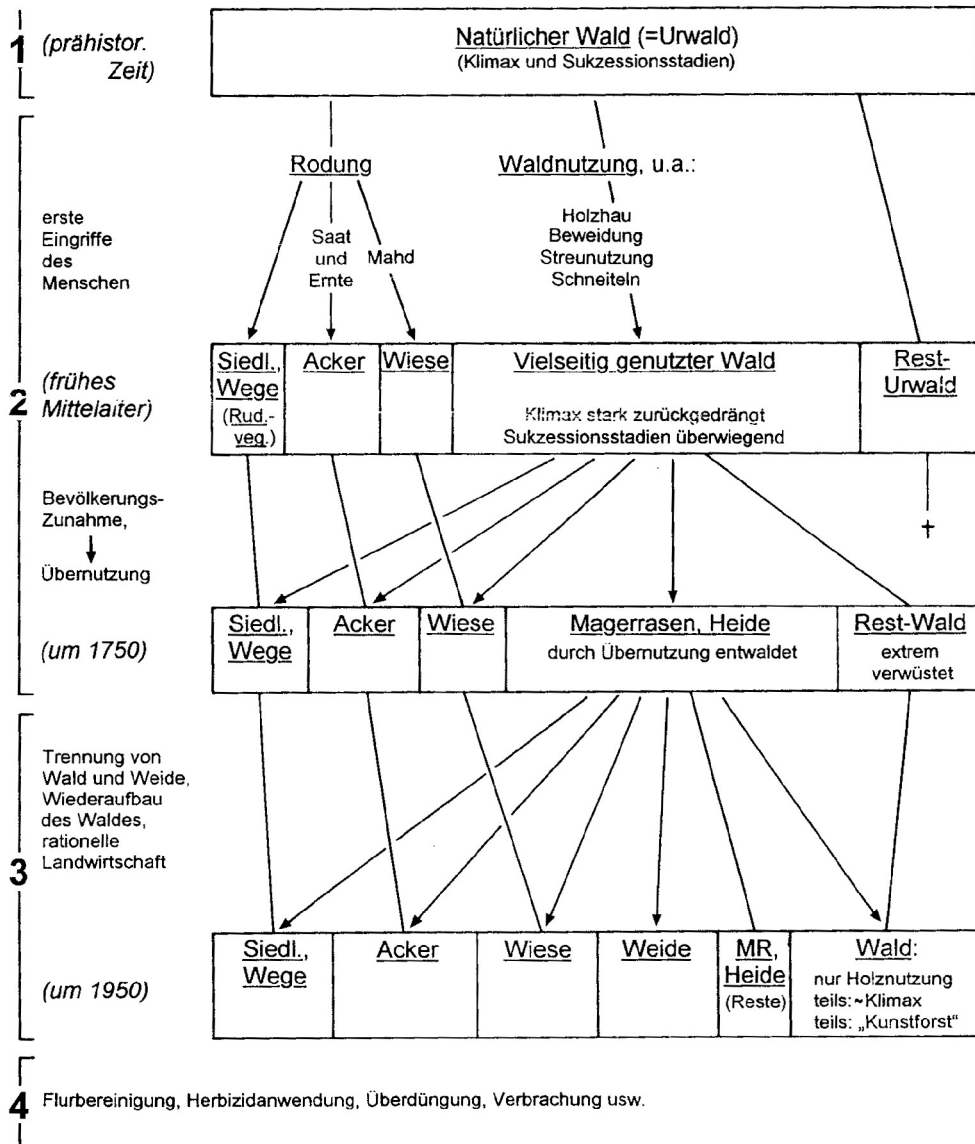 1 (prähistor. Zeit)
Natürlicher Wald (=Urwald)
(Klimax und Sukzessionsstadien)
erste
Eingriffe
des
Menschen
Rodung
Saat
und
Ernte
Mahd
Waldnutzung, u.a.:
Holzhau
Beweidung
Streunutzung
Schneiteln
2
(frühes
Mittelalter)
Siedl.,
Wege
(Rud.-
veg.)
Acker
Wiese
Vielseitig genutzter Wald
Klimax stark zurückgedrängt
Sukzessionsstadien überwiegend
Rest-
Urwald
Bevölkerungs-
Zunahme,
Übernutzung
(um 1750)
Siedl.,
Wege
Acker
Wiese
Magerrasen, Heide
durch Übernutzung entwaldet
Rest-Wald
extrem
verwüstet
3
Trennung von
Wald und Weide,
Wiederaufbau
des Waldes,
rationelle
Landwirtschaft
(um 1950)
Siedl.,
Wege
Acker
Wiese
Weide
MR,
Heide
(Reste)
Wald:
nur Holznutzung
teils: ~Klimax
teils: „Kunstforst“
4 Flurbereinigung, Herbizidanwendung, Überdüngung, Verbrachung usw.